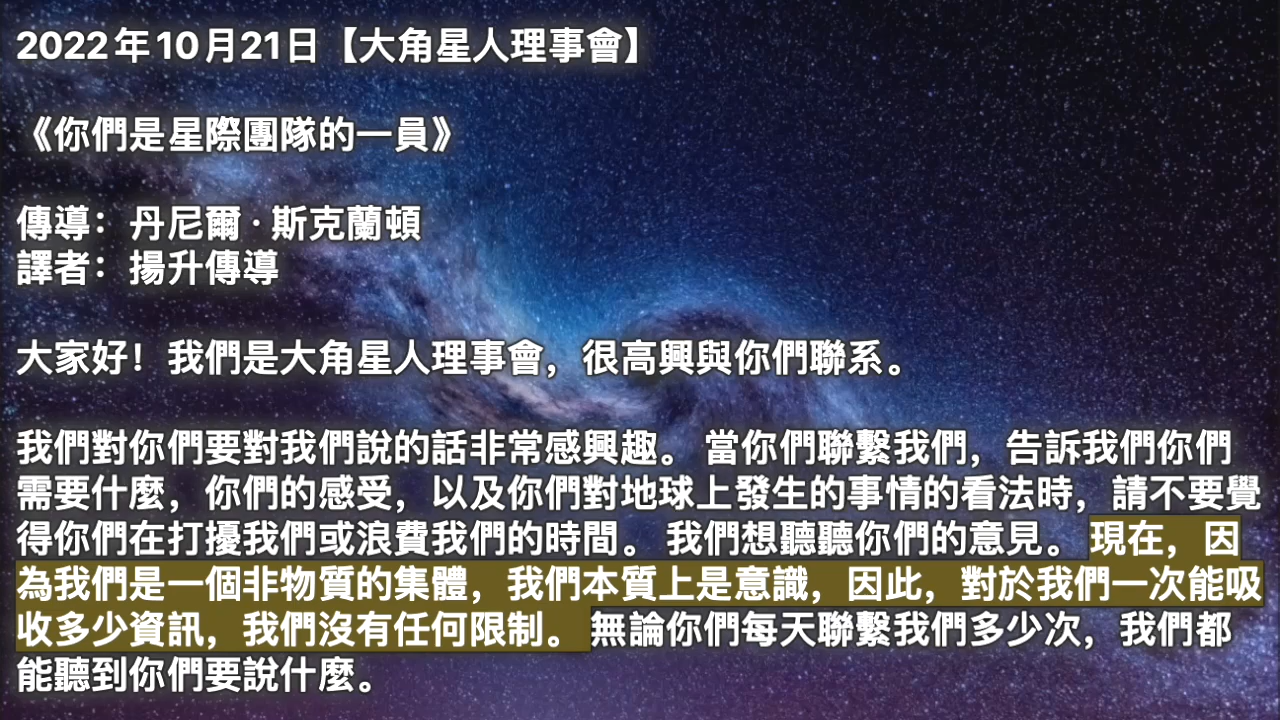 2022年10月21日【大角星人理事會】
《你們是星際團隊的一員》
傳導：丹尼爾·斯克蘭頓
譯者：揚升傳導
大家好！我們是大角星人理事會，很高興與你們聯系。
我們對你們要對我們說的話非常感興趣。 當你們聯繫我們，告訴我們你們
需要什麼，你們的感受，以及你們對地球上發生的事情的看法時，請不要覺
得你們在打擾我們或浪費我們的時間。 我們想聽聽你們的意見。 現在，因
為我們是一個非物質的集體，我們本質上是意識，因此，對於我們一次能吸
收多少資訊，我們沒有任何限制。 無論你們每天聯繫我們多少次，我們都
能聽到你們要說什麼。